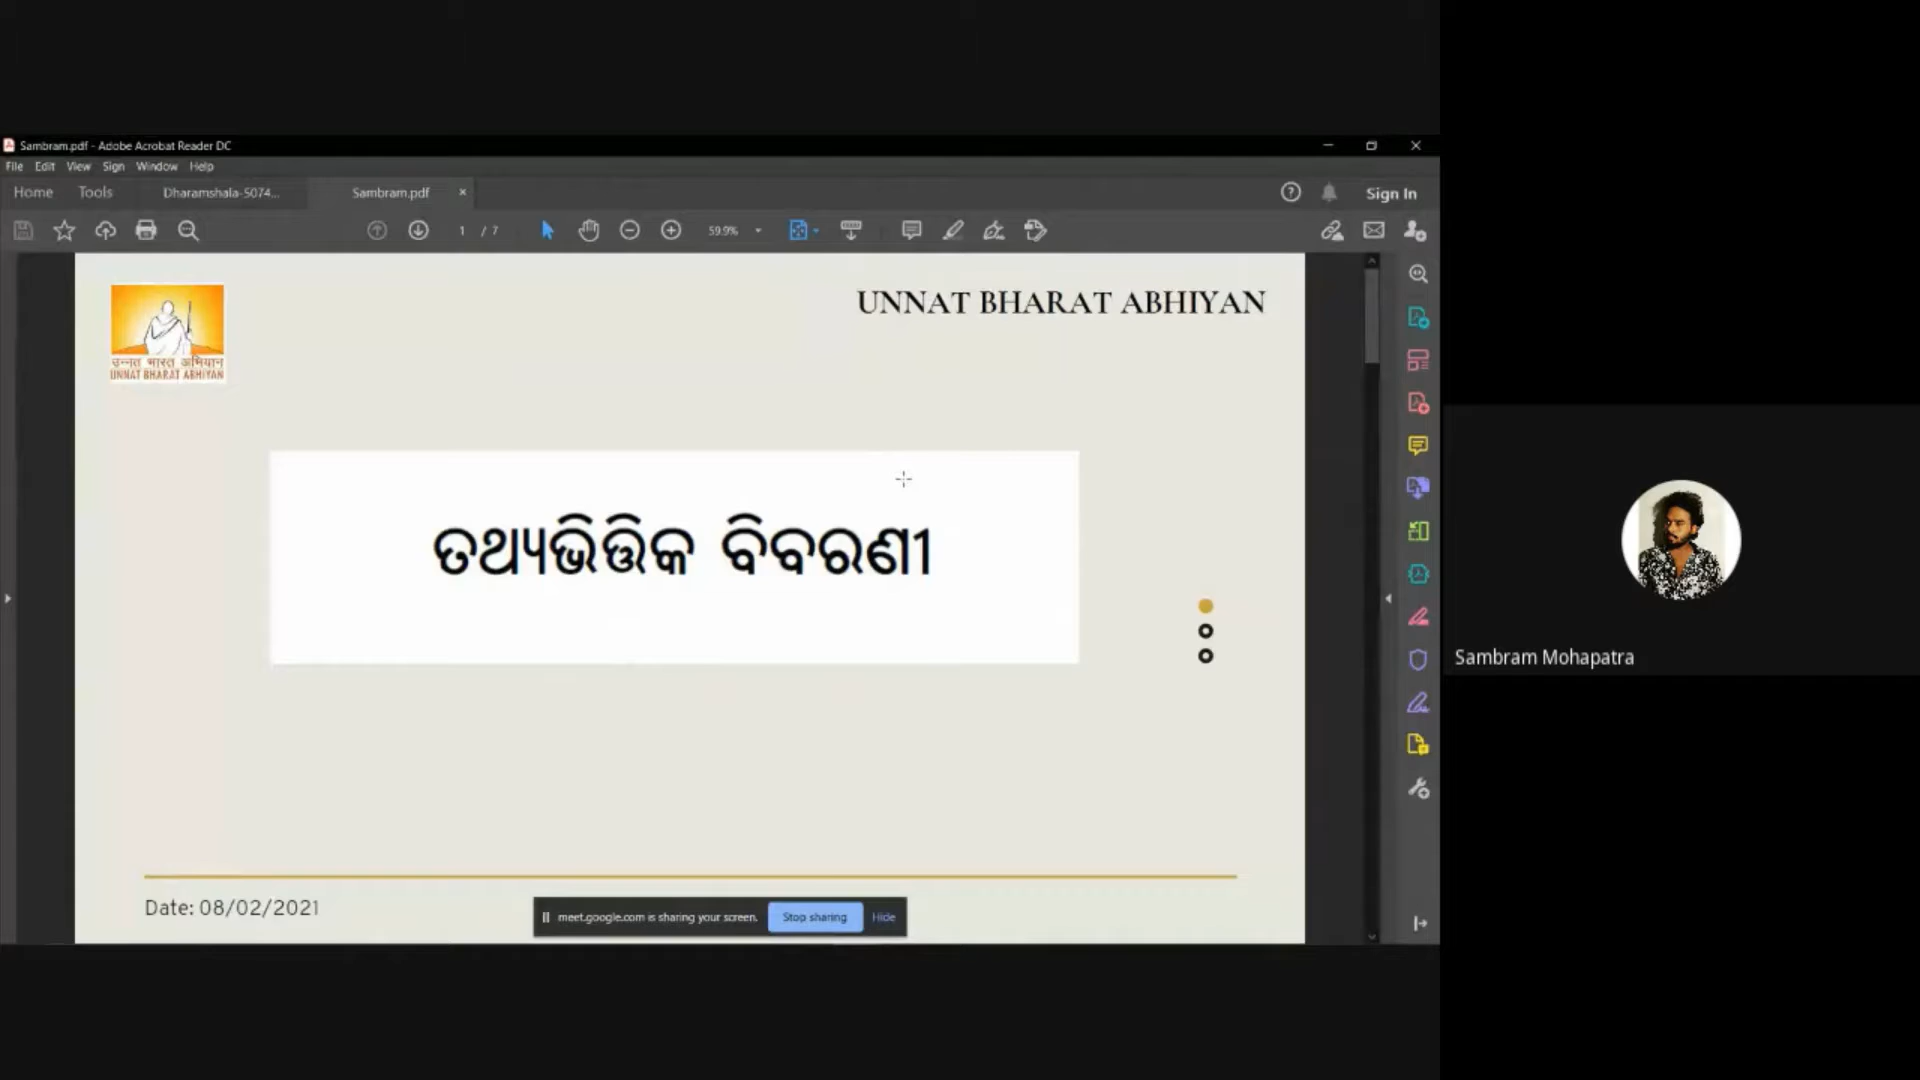 Sambram.pdf - Adobe Acrobat Reader DC
File Edit View Sign Window Help
Home Tools Dharamshala-5074... Sambram.pdf × Sign In
1 / 7 59.9%
उन्नत भारत अभियान
UNNAT BHARAT ABHIYAN
UNNAT BHARAT ABHIYAN
ତଥ୍ୟଭିତ୍ତିକ ବିବରଣୀ
Date: 08/02/2021
meet.google.com is sharing your screen. Stop sharing Hide
Sambram Mohapatra